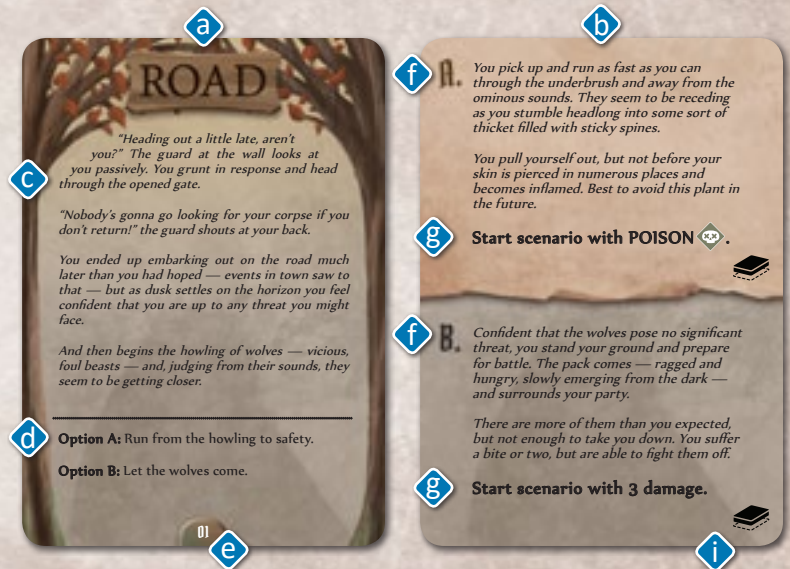 a
b
ROAD
c
“Heading out a little late, aren’t
you?” The guard at the wall looks at
you passively. You grunt in response and head
through the opened gate.
“Nobody’s gonna go looking for your corpse if you
don’t return!” the guard shouts at your back.
You ended up embarking out on the road much
later than you had hoped — events in town saw to
that — but as dusk settles on the horizon you feel
confident that you are up to any threat you might
face.
And then begins the howling of wolves — vicious,
foul beasts — and, judging from their sounds, they
seem to be getting closer.
d
Option A: Run from the howling to safety.
Option B: Let the wolves come.
01
e
f
A.
You pick up and run as fast as you can
through the underbrush and away from the
ominous sounds. They seem to be receding
as you stumble headlong into some sort of
thicket filled with sticky spines.
You pull yourself out, but not before your
skin is pierced in numerous places and
becomes inflamed. Best to avoid this plant in
the future.
g
Start scenario with POISON .
f
B.
Confident that the wolves pose no significant
threat, you stand your ground and prepare
for battle. The pack comes — ragged and
hungry, slowly emerging from the dark —
and surrounds your party.
There are more of them than you expected,
but not enough to take you down. You suffer
a bite or two, but are able to fight them off.
g
Start scenario with 3 damage.
i